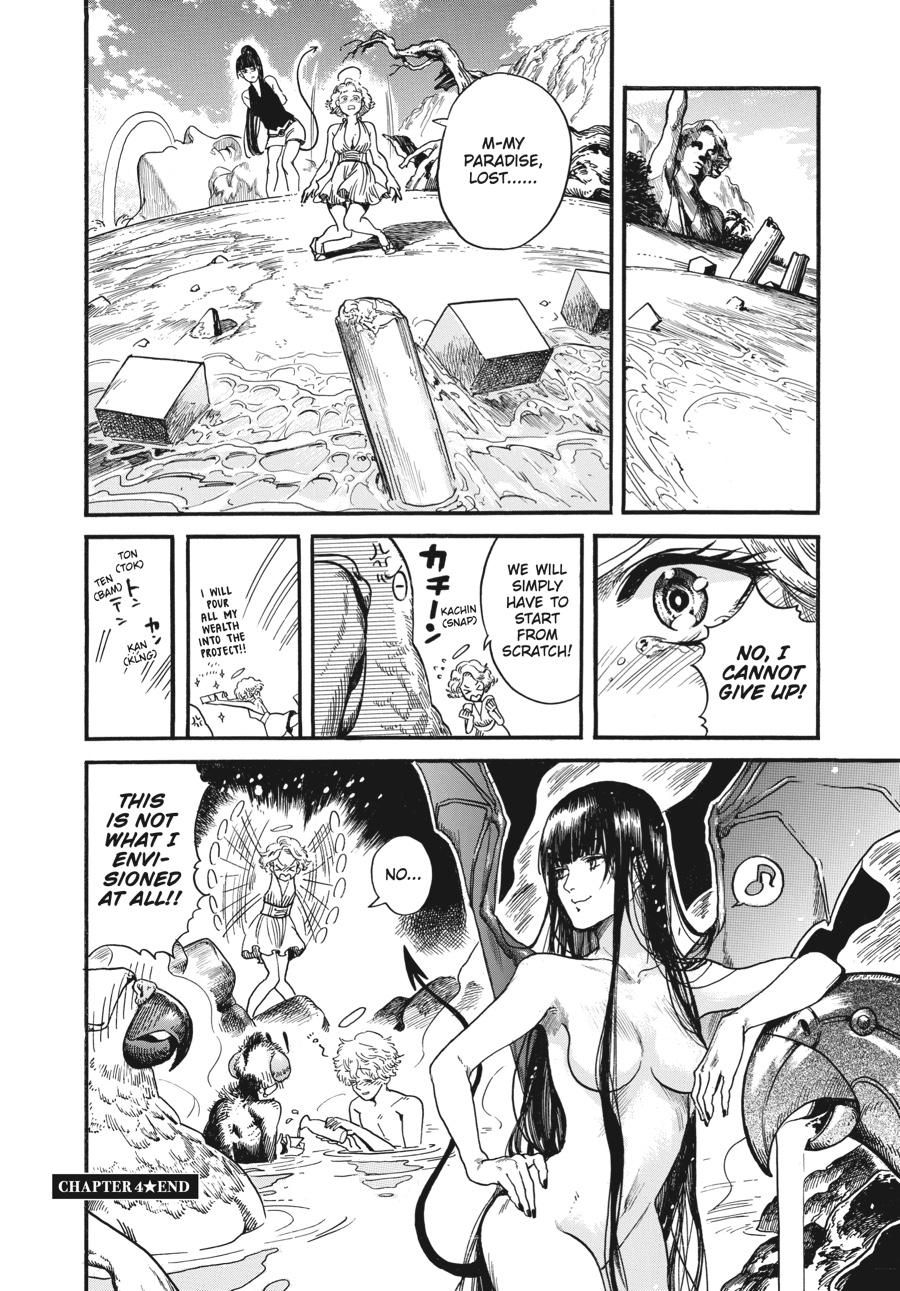 M-MY
PARADISE,
LOST......
NO, I
CANNOT
GIVE UP!
WE WILL
SIMPLY
HAVE TO
START
FROM
SCRATCH!
カチン!
KACHIN
(SNAP)
I WILL
POUR
ALL MY
WEALTH
INTO THE
PROJECT!!
トン
TON
(TOK)
テン
TEN
(BAM)
カン
KAN
(KLNG)
NO...
THIS
IS NOT
WHAT I
ENVI-
SIONED
AT ALL!!
CHAPTER 4★END